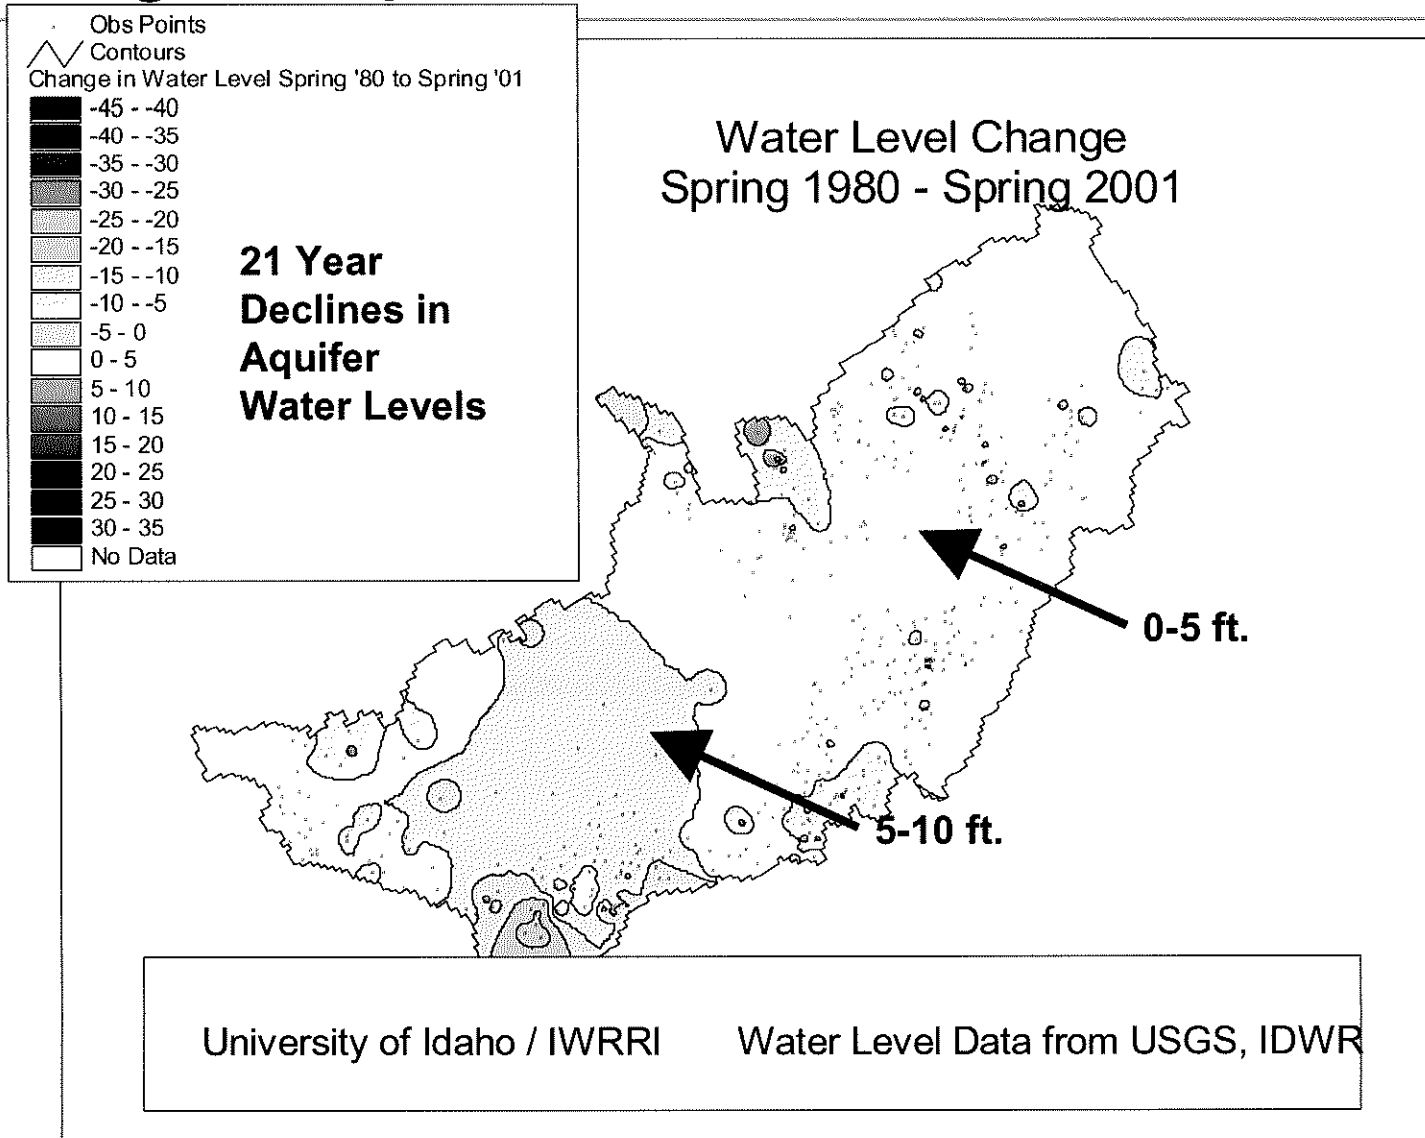 Obs Points
Contours
Change in Water Level Spring '80 to Spring '01
-45 - -40
-40 - -35
-35 - -30
-30 - -25
-25 - -20
-20 - -15
-15 - -10
-10 - -5
-5 - 0
0 - 5
5 - 10
10 - 15
15 - 20
20 - 25
25 - 30
30 - 35
No Data
21 Year
Declines in
Aquifer
Water Levels
Water Level Change
Spring 1980 - Spring 2001
0-5 ft.
5-10 ft.
University of Idaho / IWRRI Water Level Data from USGS, IDWR